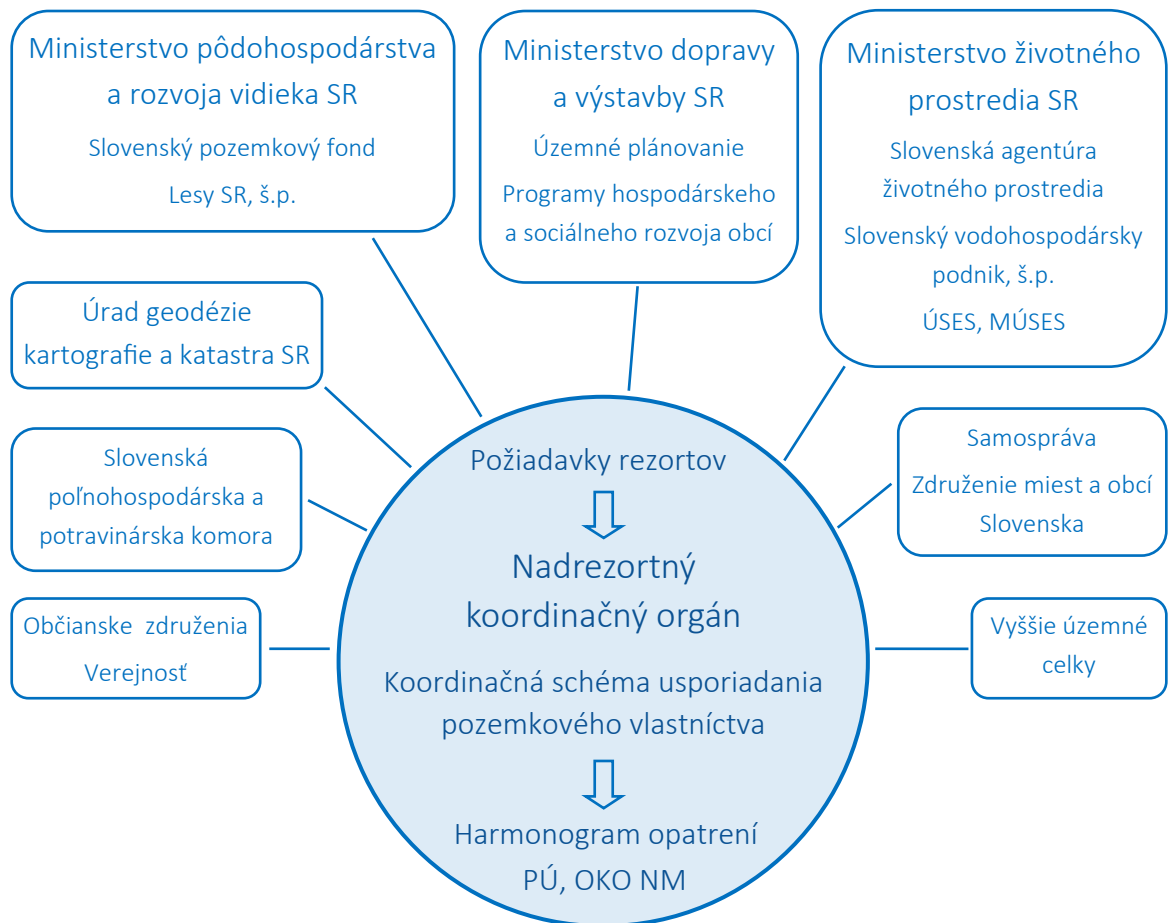 Ministerstvo pôdohospodárstva
a rozvoja vidieka SR
Slovenský pozemkový fond
Lesy SR, š.p.
Ministerstvo dopravy
a výstavby SR
Územné plánovanie
Programy hospodárskeho
a sociálneho rozvoja obcí
Ministerstvo životného
prostredia SR
Slovenská agentúra
životného prostredia
Slovenský vodohospodársky
podnik, š.p.
ÚSES, MÚSES
Úrad geodézie
kartografie a katastra SR
Slovenská
poľnohospodárska a
potravinárska komora
Občianske združenia
Verejnosť
Samospráva
Združenie miest a obcí
Slovenska
Vyššie územné
celky
Požiadavky rezortov
Nadrezortný
koordinačný orgán
Koordinačná schéma usporiadania
pozemkového vlastníctva
Harmonogram opatrení
PÚ, OKO NM